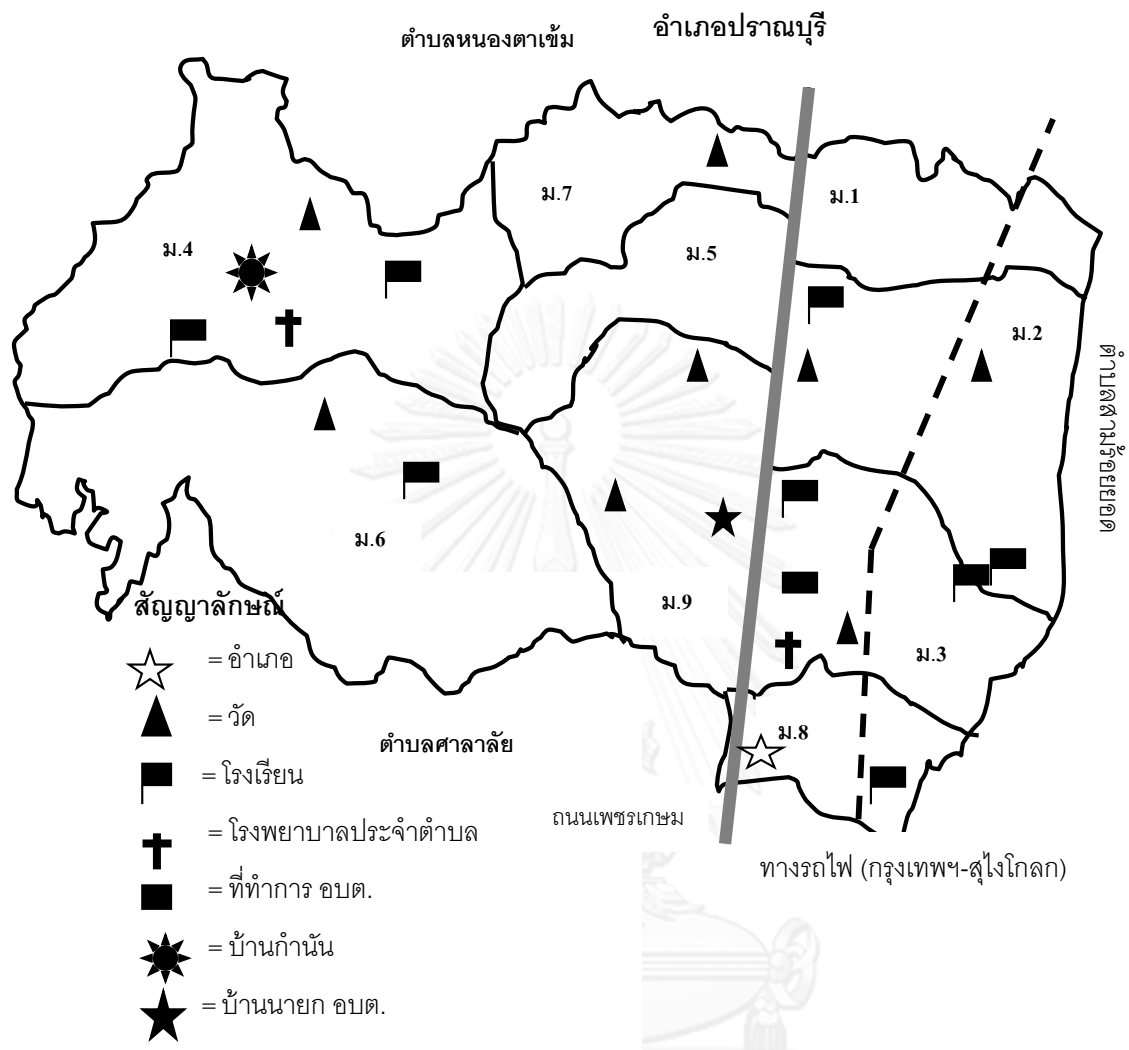 อำเภอปราณบุรี
ตำบลหนองตาเข้ม
ม.7
ม.1
ม.4
ม.5
ม.2
ตำบลสามร้อยยอด
ม.6
ม.9
ม.3
ม.8
สัญญาลักษณ์
= อำเภอ
= วัด
= โรงเรียน
= โรงพยาบาลประจำตำบล
= ที่ทำการ อบต.
= บ้านกำนัน
= บ้านนายก อบต.
ตำบลศาลาลัย
ถนนเพชรเกษม
ทางรถไฟ (กรุงเทพฯ-สุไงโกลก)